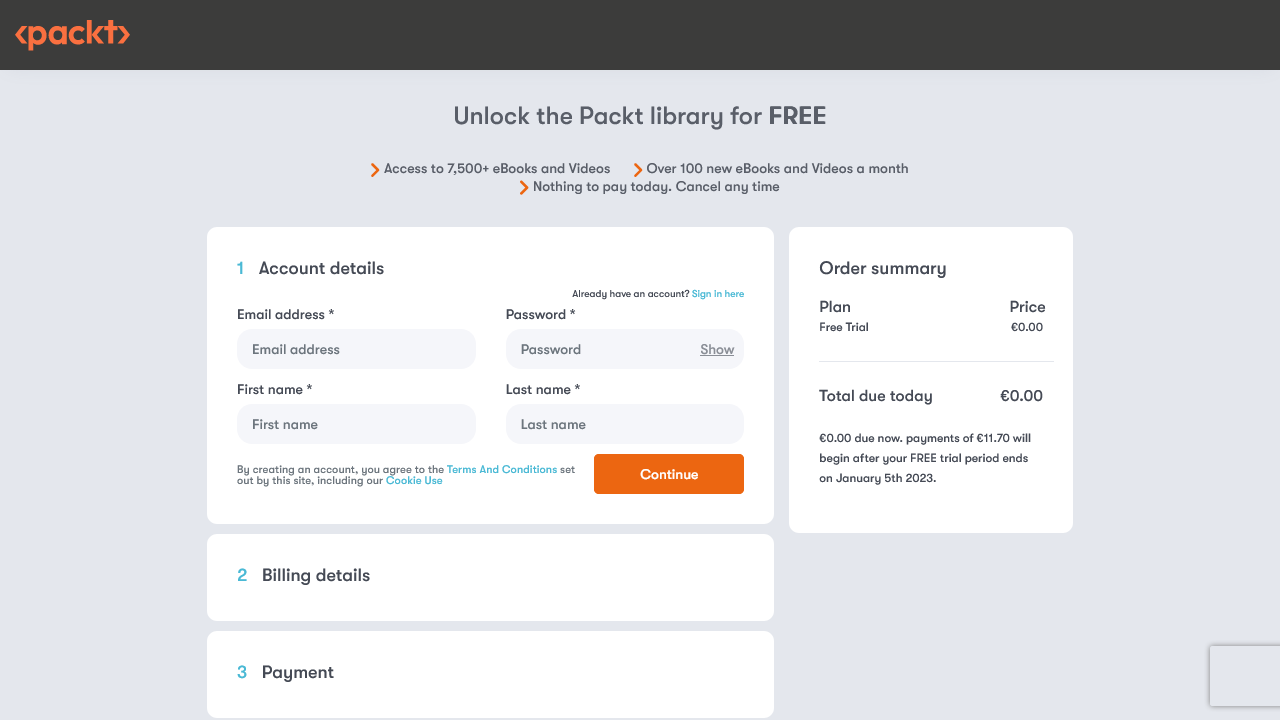 <packt>
Unlock the Packt library for FREE
Access to 7,500+ eBooks and Videos
Over 100 new eBooks and Videos a month
Nothing to pay today. Cancel any time
1 Account details
Already have an account? Sign in here
Email address *
Password *
Email address
Password
Show
First name *
Last name *
First name
Last name
By creating an account, you agree to the Terms And Conditions set
out by this site, including our Cookie Use
Continue
2 Billing details
3 Payment
Order summary
Plan Price
Free Trial €0.00
Total due today €0.00
€0.00 due now. payments of €11.70 will
begin after your FREE trial period ends
on January 5th 2023.